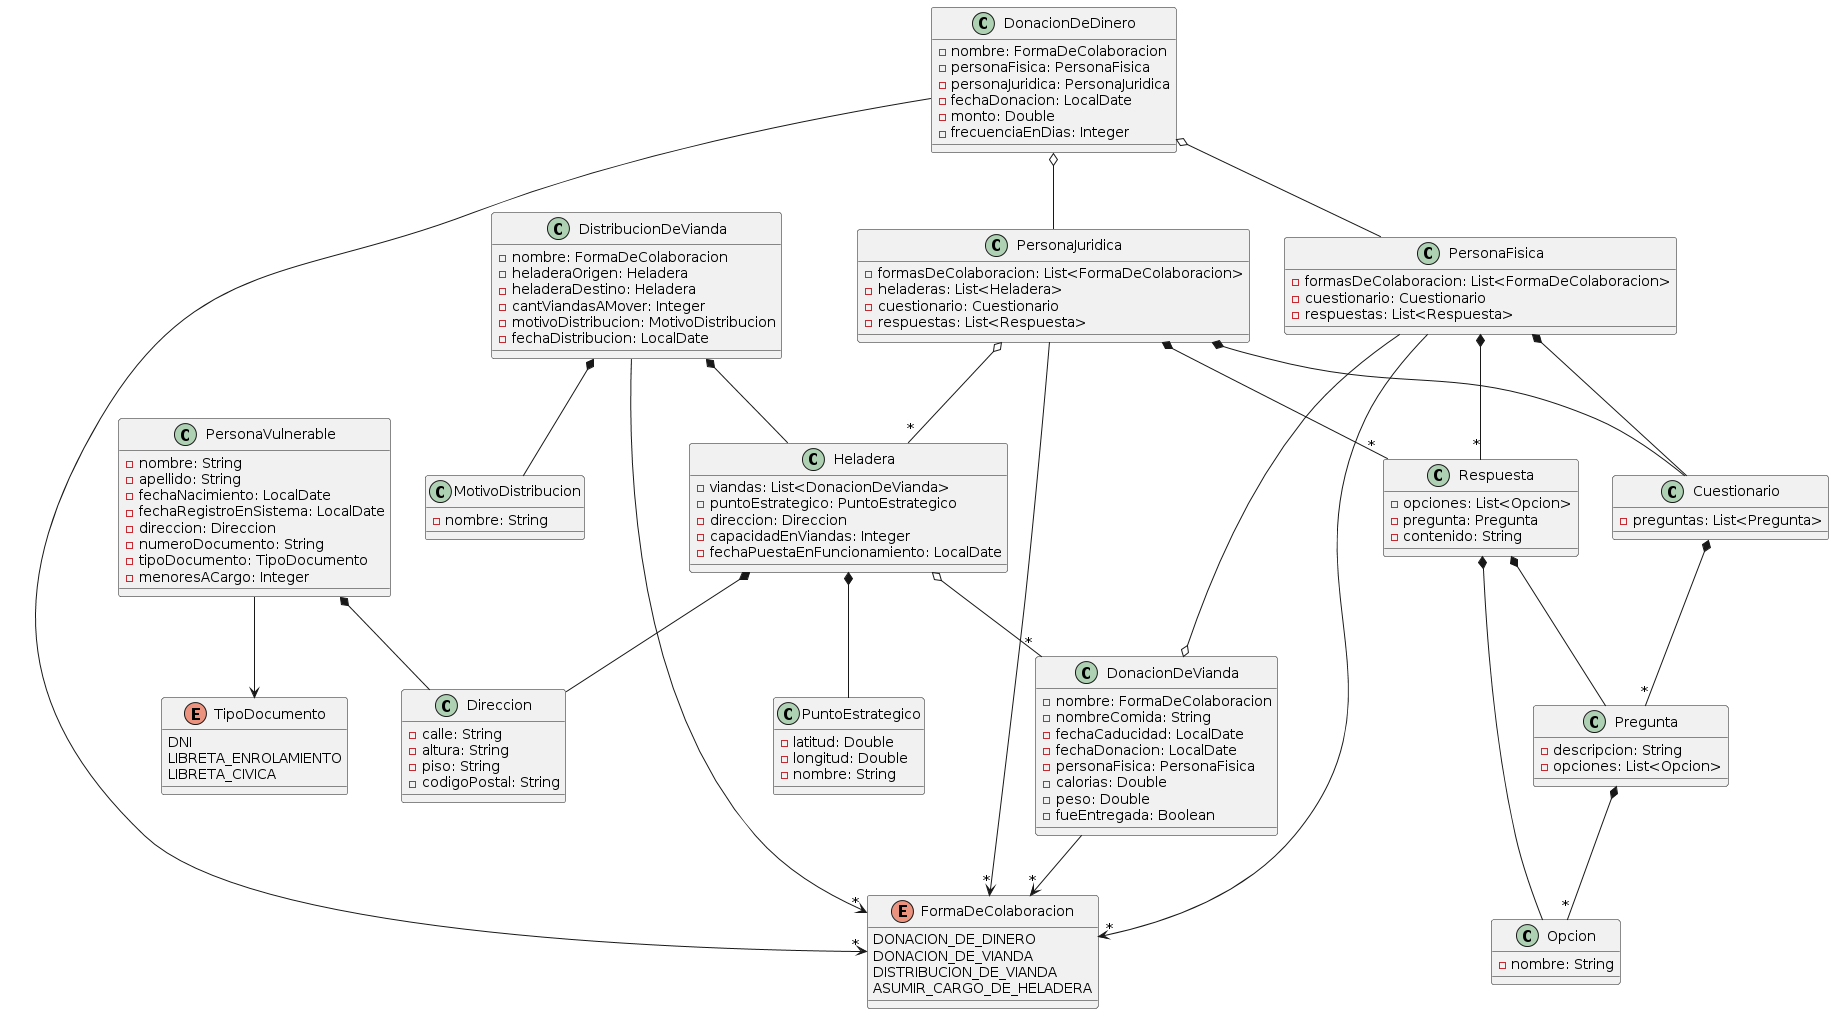 C DonacionDeDinero
nombre: FormaDeColaboracion
personaFisica: PersonaFisica
personaJuridica: PersonaJuridica
fechaDonacion: LocalDate
monto: Double
frecuenciaEnDias: Integer
C DistribucionDeVianda
nombre: FormaDeColaboracion
heladeraOrigen: Heladera
heladeraDestino: Heladera
cantViandasAMover: Integer
motivoDistribucion: MotivoDistribucion
fechaDistribucion: LocalDate
C PersonaJuridica
formasDeColaboracion: List<FormaDeColaboracion>
heladeras: List<Heladera>
cuestionario: Cuestionario
respuestas: List<Respuesta>
C PersonaFisica
formasDeColaboracion: List<FormaDeColaboracion>
cuestionario: Cuestionario
respuestas: List<Respuesta>
*
*
*
C PersonaVulnerable
nombre: String
apellido: String
fechaNacimiento: LocalDate
fechaRegistroEnSistema: LocalDate
direccion: Direccion
numeroDocumento: String
tipoDocumento: TipoDocumento
menoresACargo: Integer
C MotivoDistribucion
nombre: String
C Heladera
viandas: List<DonacionDeVianda>
puntoEstrategico: PuntoEstrategico
direccion: Direccion
capacidadEnViandas: Integer
fechaPuestaEnFuncionamiento: LocalDate
C Respuesta
opciones: List<Opcion>
pregunta: Pregunta
contenido: String
C Cuestionario
preguntas: List<Pregunta>
*
*
E TipoDocumento
DNI
LIBRETA_ENROLAMIENTO
LIBRETA_CIVICA
C Direccion
calle: String
altura: String
piso: String
codigoPostal: String
C PuntoEstrategico
latitud: Double
longitud: Double
nombre: String
C DonacionDeVianda
nombre: FormaDeColaboracion
nombreComida: String
fechaCaducidad: LocalDate
fechaDonacion: LocalDate
personaFisica: PersonaFisica
calorias: Double
peso: Double
fueEntregada: Boolean
C Pregunta
descripcion: String
opciones: List<Opcion>
*
*
*
*
*
*
E FormaDeColaboracion
DONACION_DE_DINERO
DONACION_DE_VIANDA
DISTRIBUCION_DE_VIANDA
ASUMIR_CARGO_DE_HELADERA
C Opcion
nombre: String